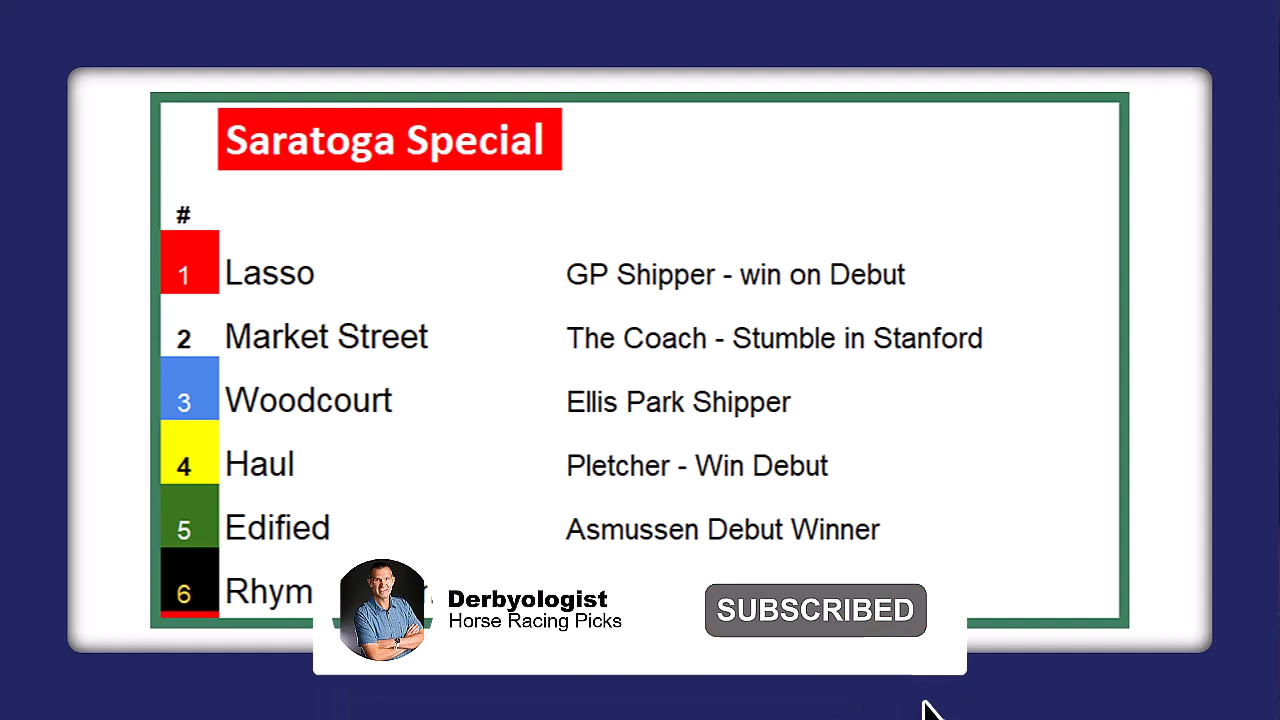 Saratoga Special
#
1 Lasso GP Shipper - win on Debut
2 Market Street The Coach - Stumble in Stanford
3 Woodcourt Ellis Park Shipper
4 Haul Pletcher - Win Debut
5 Edified Asmussen Debut Winner
6 Rhym
Derbyologist
Horse Racing Picks
SUBSCRIBED